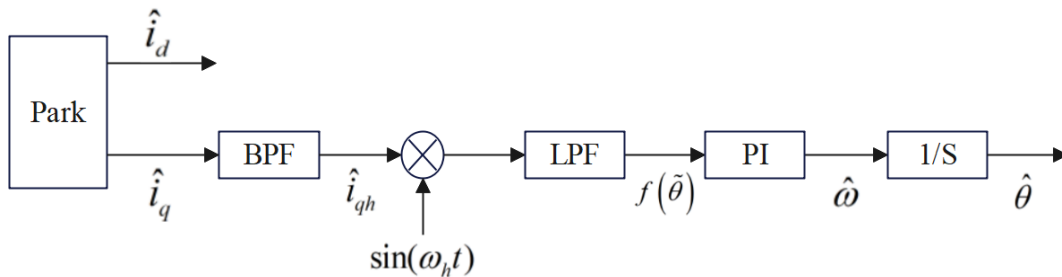 î_d
Park
BPF
LPF
PI
1/S
î_q
î_qh
f(θ̃)
ω̂
θ̂
sin(ω_h t)